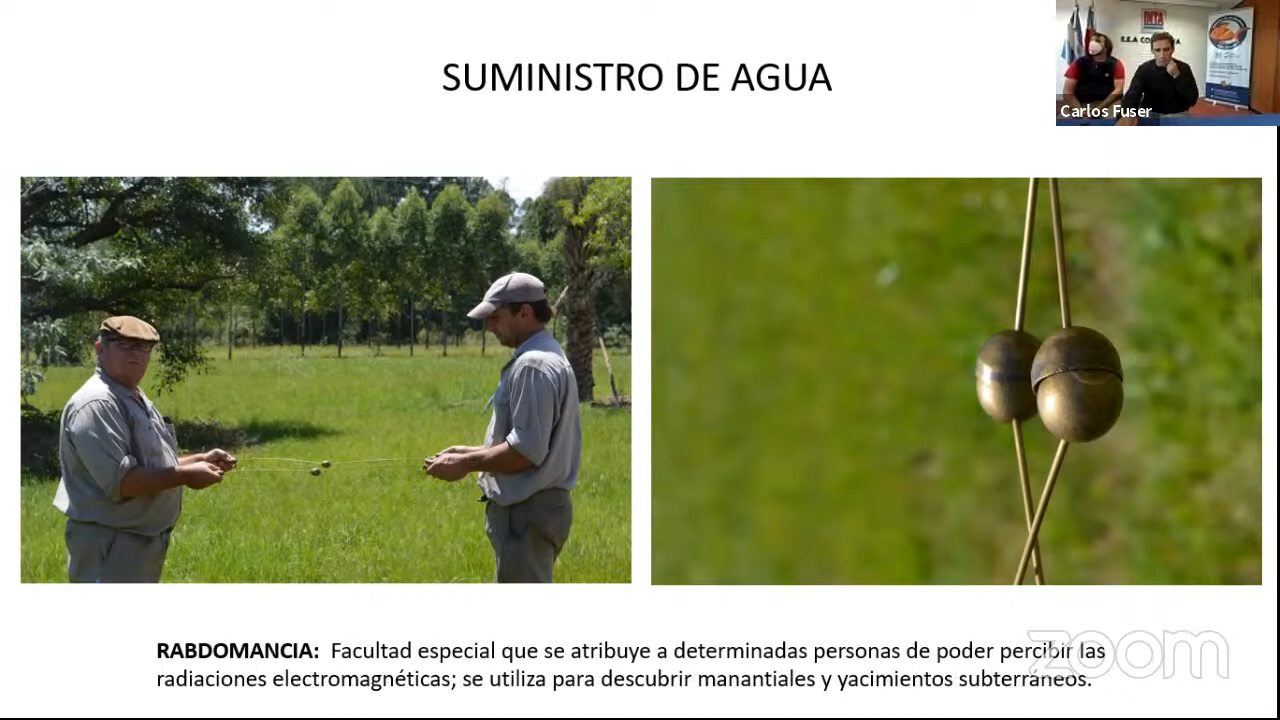 SUMINISTRO DE AGUA
INTA
Carlos Fuser
RABDOMANCIA: Facultad especial que se atribuye a determinadas personas de poder percibir las
radiaciones electromagnéticas; se utiliza para descubrir manantiales y yacimientos subterráneos.
zoom